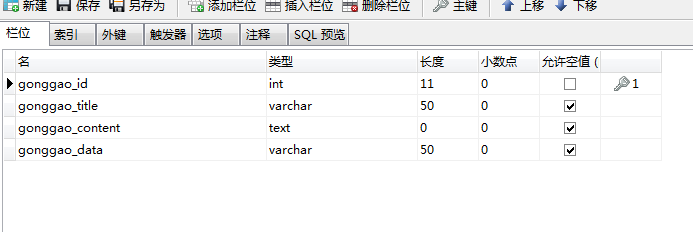 新建 保存 另存为 添加栏位 插入栏位 删除栏位 主键 上移 下移
栏位 索引 外键 触发器 选项 注释 SQL 预览
名 类型 长度 小数点 允许空值 (
gonggao_id int 11 0 1
gonggao_title varchar 50 0
gonggao_content text 0 0
gonggao_data varchar 50 0